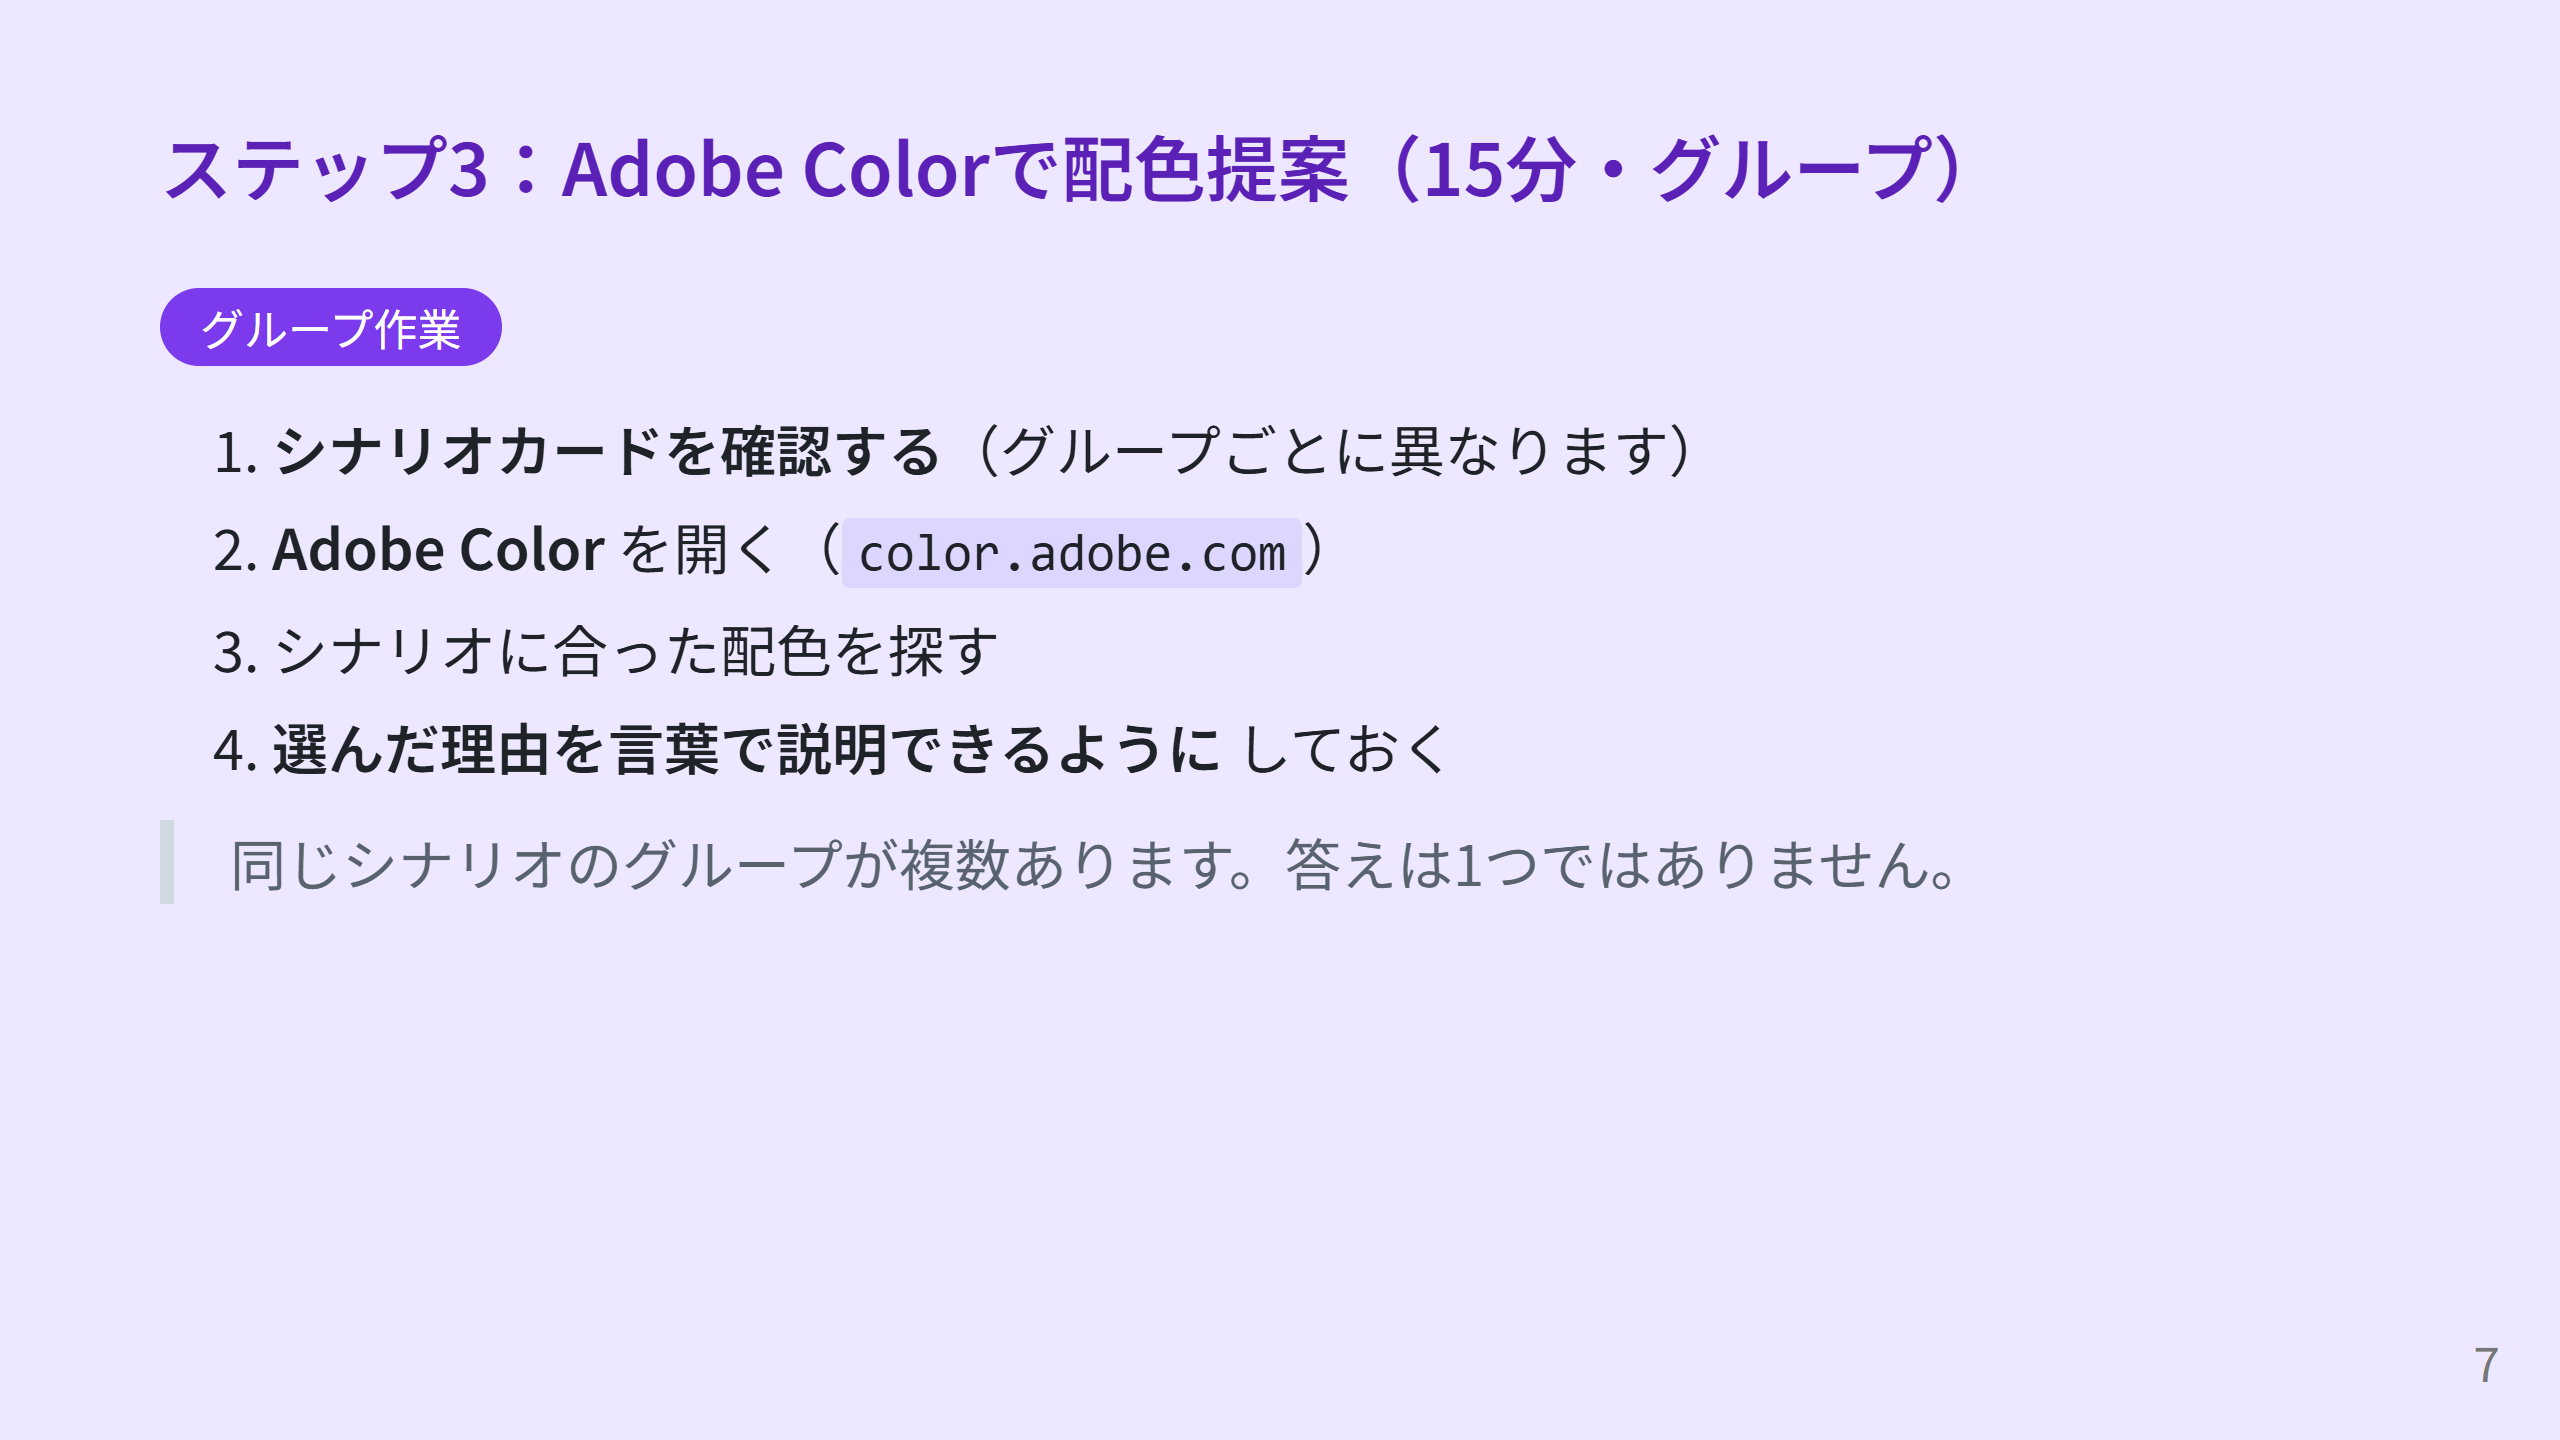 ステップ3：Adobe Colorで配色提案（15分・グループ）
グループ作業
1. シナリオカードを確認する（グループごとに異なります）
2. Adobe Color を開く（color.adobe.com）
3. シナリオに合った配色を探す
4. 選んだ理由を言葉で説明できるように しておく
同じシナリオのグループが複数あります。答えは1つではありません。
7